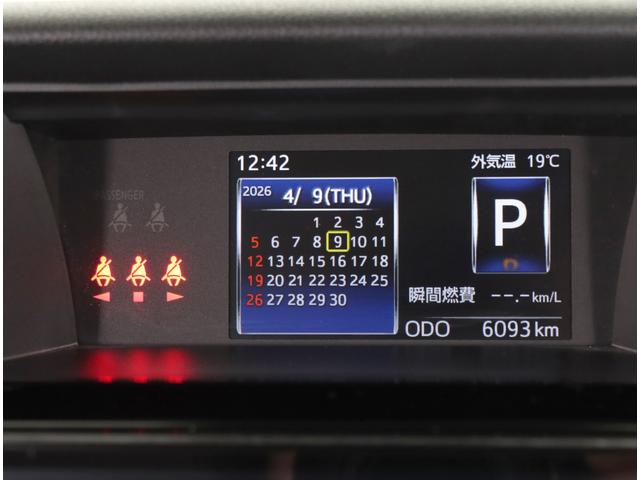 12:42
外気温 19℃
2026 4/ 9(THU)
1 2 3 4
5 6 7 8 9 10 11
12 13 14 15 16 17 18
19 20 21 22 23 24 25
26 27 28 29 30
P
瞬間燃費 --.- km/L
ODO 6093 km
PASSENGER